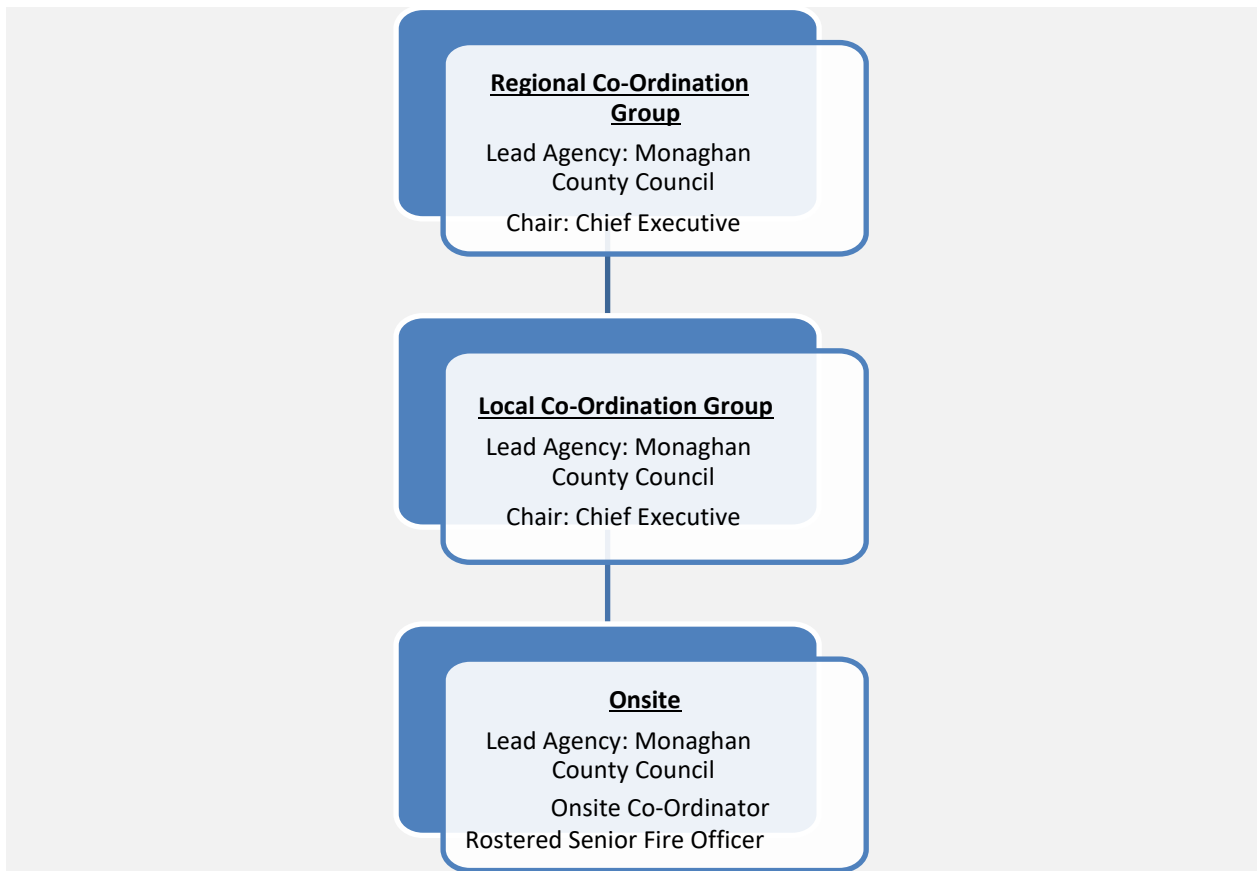 Regional Co-Ordination
Group
Lead Agency: Monaghan
County Council
Chair: Chief Executive
Local Co-Ordination Group
Lead Agency: Monaghan
County Council
Chair: Chief Executive
Onsite
Lead Agency: Monaghan
County Council
Onsite Co-Ordinator
Rostered Senior Fire Officer